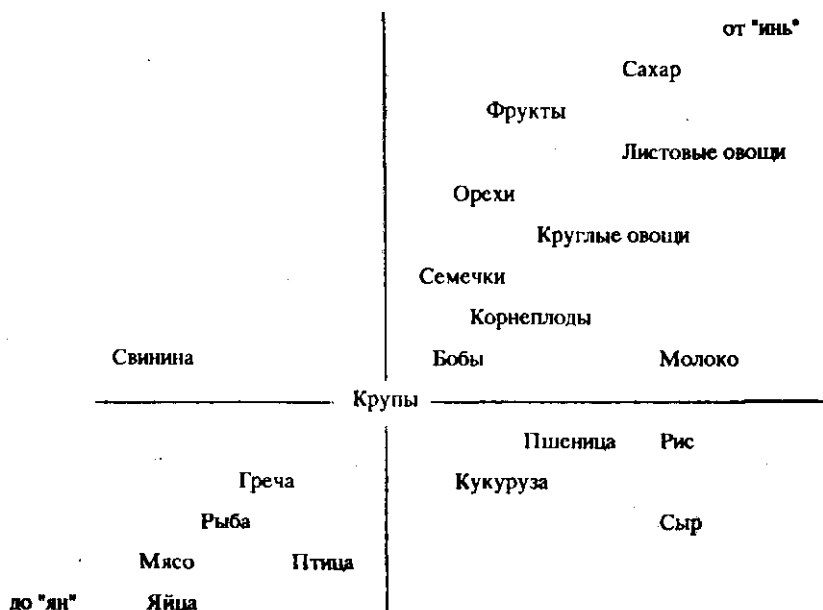 от "инь"
Сахар
Фрукты
Листовые овощи
Орехи
Круглые овощи
Семечки
Корнеплоды
Свинина Бобы Молоко
Крупы
Пшеница Рис
Греча Кукуруза
Рыба Сыр
Мясо Птица
до "ян" Яйца